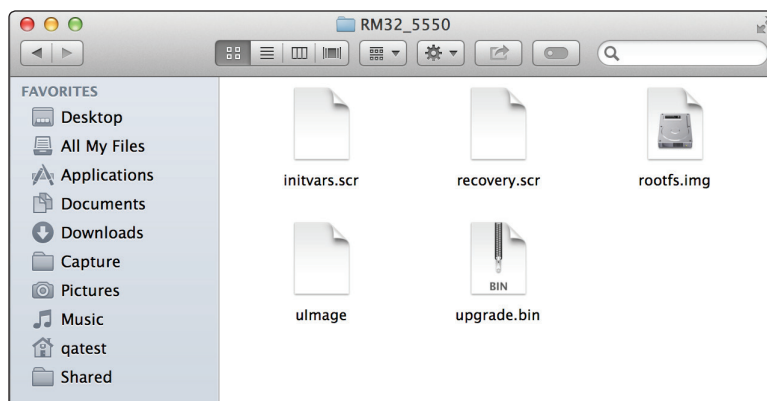 RM32_5550
FAVORITES
Desktop
All My Files
Applications
Documents
Downloads
Capture
Pictures
Music
qatest
Shared
initvars.scr
recovery.scr
rootfs.img
uImage
BIN
upgrade.bin